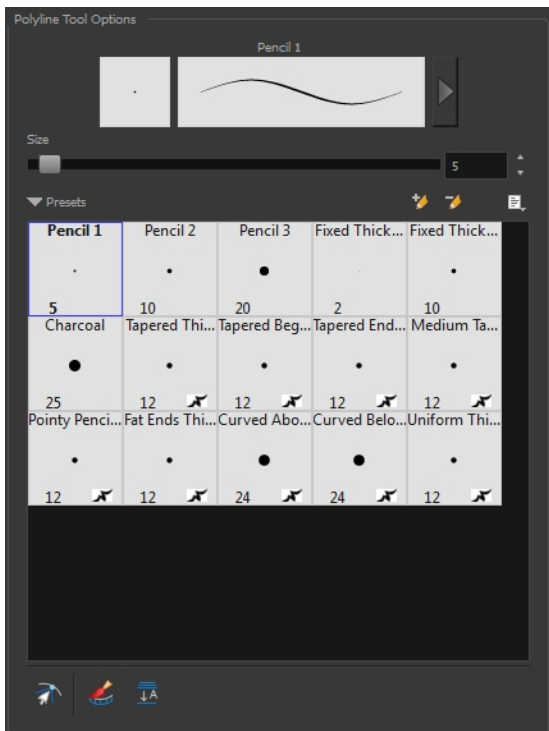 Polyline Tool Options
Pencil 1
Size
5
Presets
Pencil 1 Pencil 2 Pencil 3 Fixed Thick... Fixed Thick...
5 10 20 2 10
Charcoal Tapered Thi... Tapered Beg... Tapered End... Medium Ta...
25 12 12 12 12
Pointy Penci... Fat Ends Thi... Curved Abo... Curved Belo... Uniform Thi...
12 12 24 24 12
A